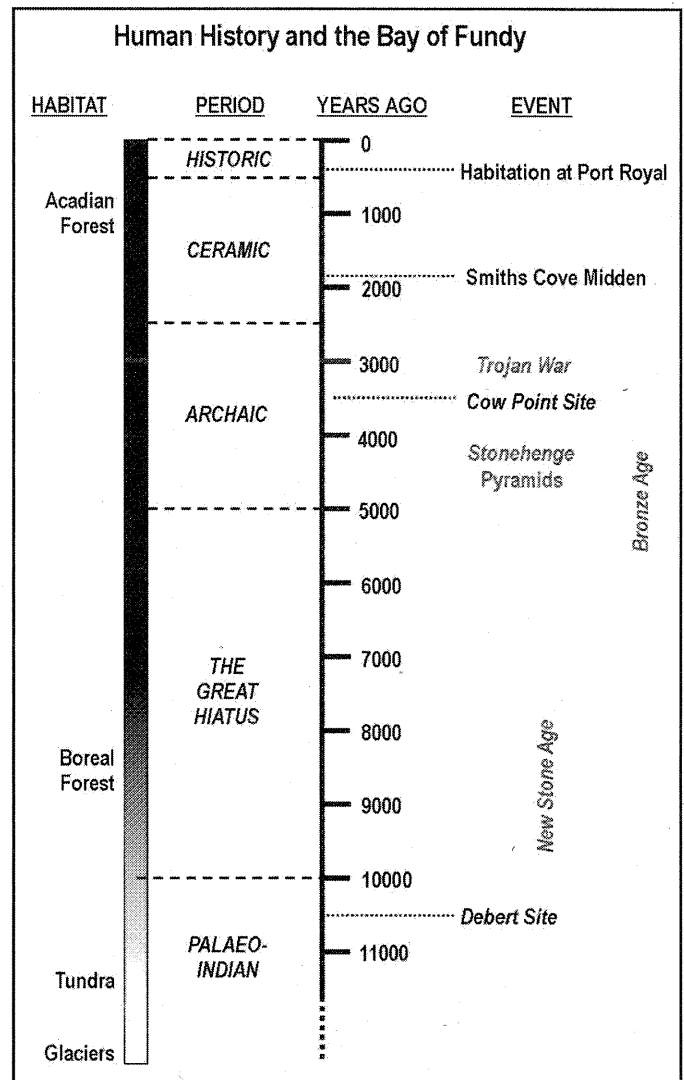 Human History and the Bay of Fundy
HABITAT PERIOD YEARS AGO EVENT
0
HISTORIC
Habitation at Port Royal
Acadian
Forest
1000
CERAMIC
Smiths Cove Midden
2000
3000
Trojan War
Cow Point Site
ARCHAIC
4000
Stonehenge
Pyramids
Bronze Age
5000
6000
7000
THE
GREAT
HIATUS
8000
Boreal
Forest
New Stone Age
9000
10000
Debert Site
PALAEO-
INDIAN
11000
Tundra
Glaciers